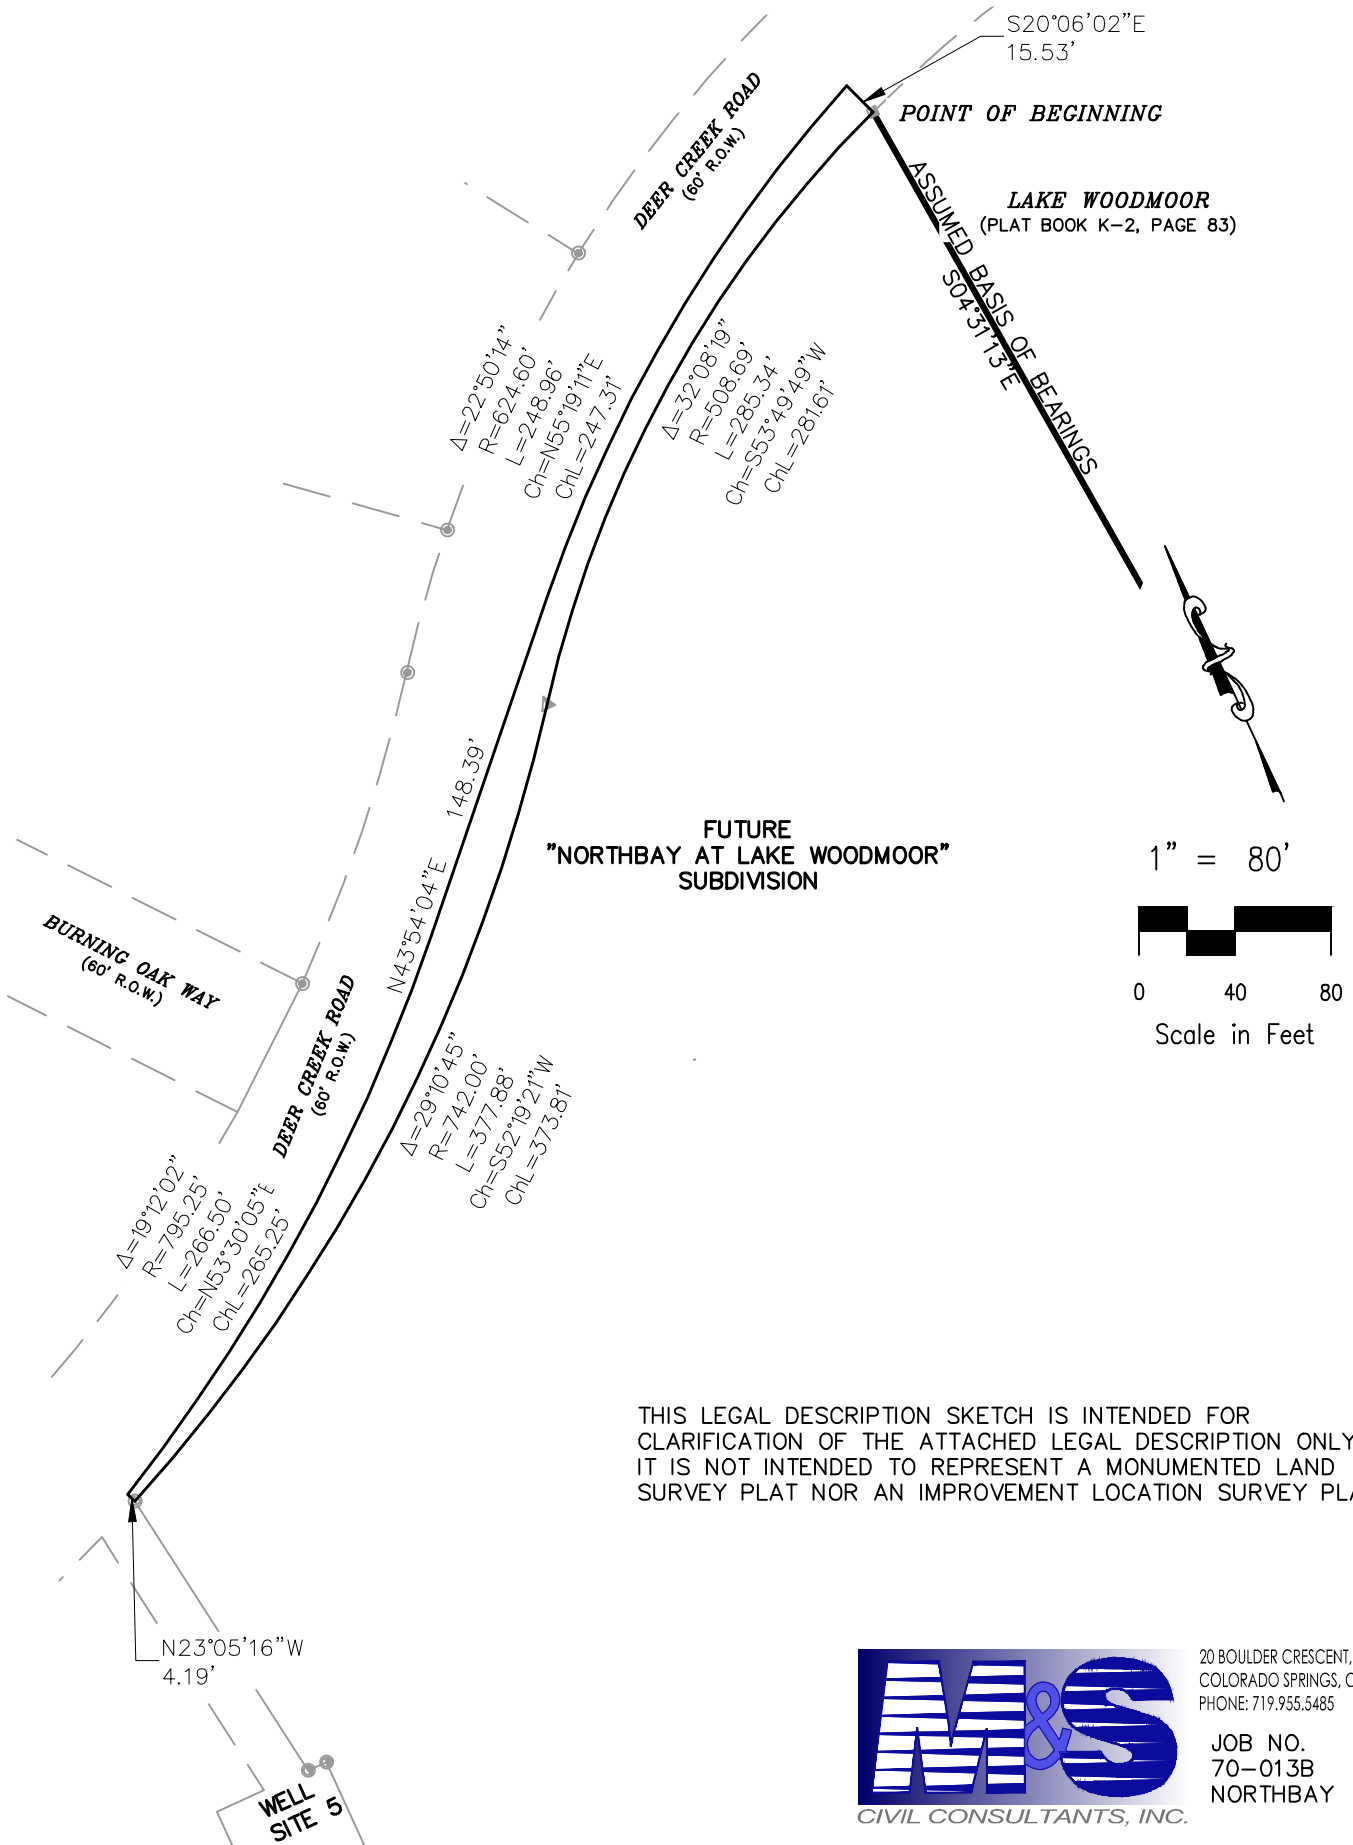 S20°06'02"E
15.53'
POINT OF BEGINNING
DEER CREEK ROAD
(60' R.O.W.)
LAKE WOODMOOR
(PLAT BOOK K-2, PAGE 83)
ASSUMED BASIS OF BEARINGS
S04°31'13"E
Δ=22°50'14"
R=624.60'
L=248.96'
Ch=N55°19'11"E
ChL=247.31'
Δ=32°08'19"
R=508.69'
L=285.34'
Ch=S53°49'49"W
ChL=281.61'
N43°54'04"E 148.39'
FUTURE
"NORTHBAY AT LAKE WOODMOOR"
SUBDIVISION
1" = 80'
0 40 80
Scale in Feet
BURNING OAK WAY
(60' R.O.W.)
DEER CREEK ROAD
(60' R.O.W.)
Δ=29°10'45"
R=742.00'
L=377.88'
Ch=S52°19'21"W
ChL=373.81'
Δ=19°12'02"
R=795.25'
L=266.50'
Ch=N53°30'05"E
ChL=265.25'
THIS LEGAL DESCRIPTION SKETCH IS INTENDED FOR
CLARIFICATION OF THE ATTACHED LEGAL DESCRIPTION ONLY
IT IS NOT INTENDED TO REPRESENT A MONUMENTED LAND
SURVEY PLAT NOR AN IMPROVEMENT LOCATION SURVEY
N23°05'16"W
4.19'
WELL
SITE 5
M&S
CIVIL CONSULTANTS, INC.
20 BOULDER CRESCENT,
COLORADO SPRINGS,
PHONE: 719.955.5485
JOB NO.
70-013B
NORTHBAY